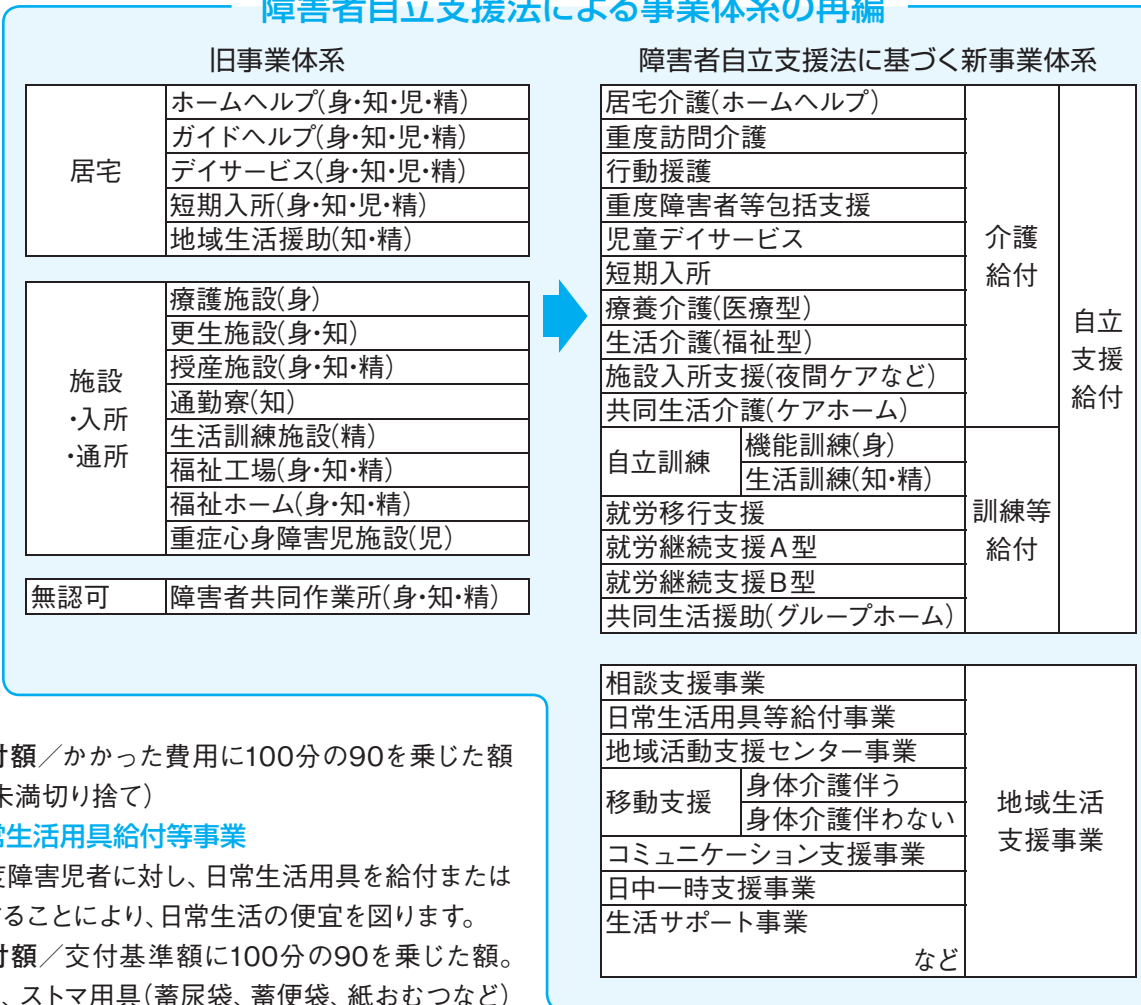 障害者自立支援法による事業体系の再編
旧事業体系
居宅
ホームヘルプ(身・知・児・精)
ガイドヘルプ(身・知・児・精)
デイサービス(身・知・児・精)
短期入所(身・知・児・精)
地域生活援助(知・精)
施設
・入所
・通所
療護施設(身)
更生施設(身・知)
授産施設(身・知・精)
通勤寮(知)
生活訓練施設(精)
福祉工場(身・知・精)
福祉ホーム(身・知・精)
重症心身障害児施設(児)
無認可
障害者共同作業所(身・知・精)
障害者自立支援法に基づく新事業体系
居宅介護(ホームヘルプ)
重度訪問介護
行動援護
重度障害者等包括支援
児童デイサービス
短期入所
療養介護(医療型)
生活介護(福祉型)
施設入所支援(夜間ケアなど)
共同生活介護(ケアホーム)
介護
給付
自立訓練
機能訓練(身)
生活訓練(知・精)
就労移行支援
就労継続支援A型
就労継続支援B型
共同生活援助(グループホーム)
訓練等
給付
自立
支援
給付
相談支援事業
日常生活用具等給付事業
地域活動支援センター事業
移動支援
身体介護伴う
身体介護伴わない
コミュニケーション支援事業
日中一時支援事業
生活サポート事業
など
地域生活
支援事業
付額／かかった費用に100分の90を乗じた額
未満切り捨て)
常生活用具給付等事業
度障害児者に対し、日常生活用具を給付または
することにより、日常生活の便宜を図ります。
付額／交付基準額に100分の90を乗じた額。
、ストマ用具(蓄尿袋、蓄便袋、紙おむつなど)